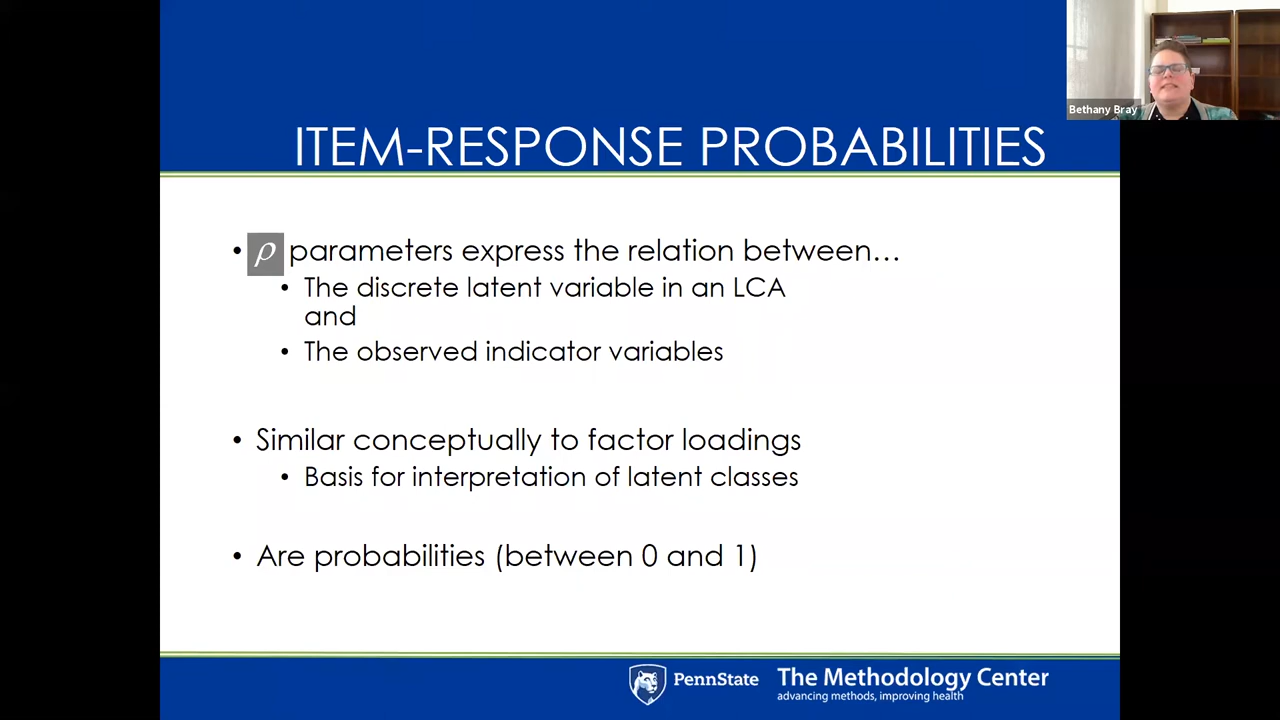 Bethany Bray
ITEM-RESPONSE PROBABILITIES
• ρ parameters express the relation between…
• The discrete latent variable in an LCA
and
• The observed indicator variables
• Similar conceptually to factor loadings
• Basis for interpretation of latent classes
• Are probabilities (between 0 and 1)
PennState
The Methodology Center
advancing methods, improving health